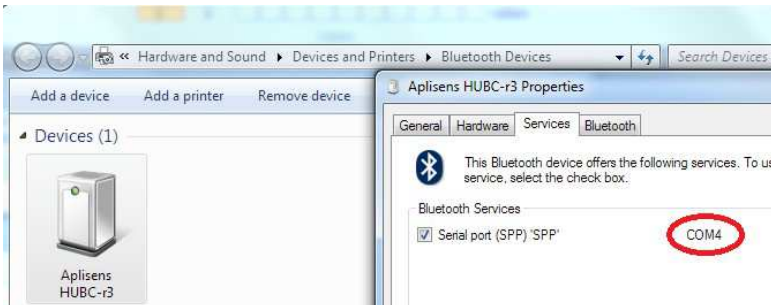 « Hardware and Sound ▸ Devices and Printers ▸ Bluetooth Devices
Search Devices
Add a device Add a printer Remove device
Devices (1)
Aplisens
HUBC-r3
Aplisens HUBC-r3 Properties
General Hardware Services Bluetooth
This Bluetooth device offers the following services. To
service, select the check box.
Bluetooth Services
Serial port (SPP) 'SPP' COM4